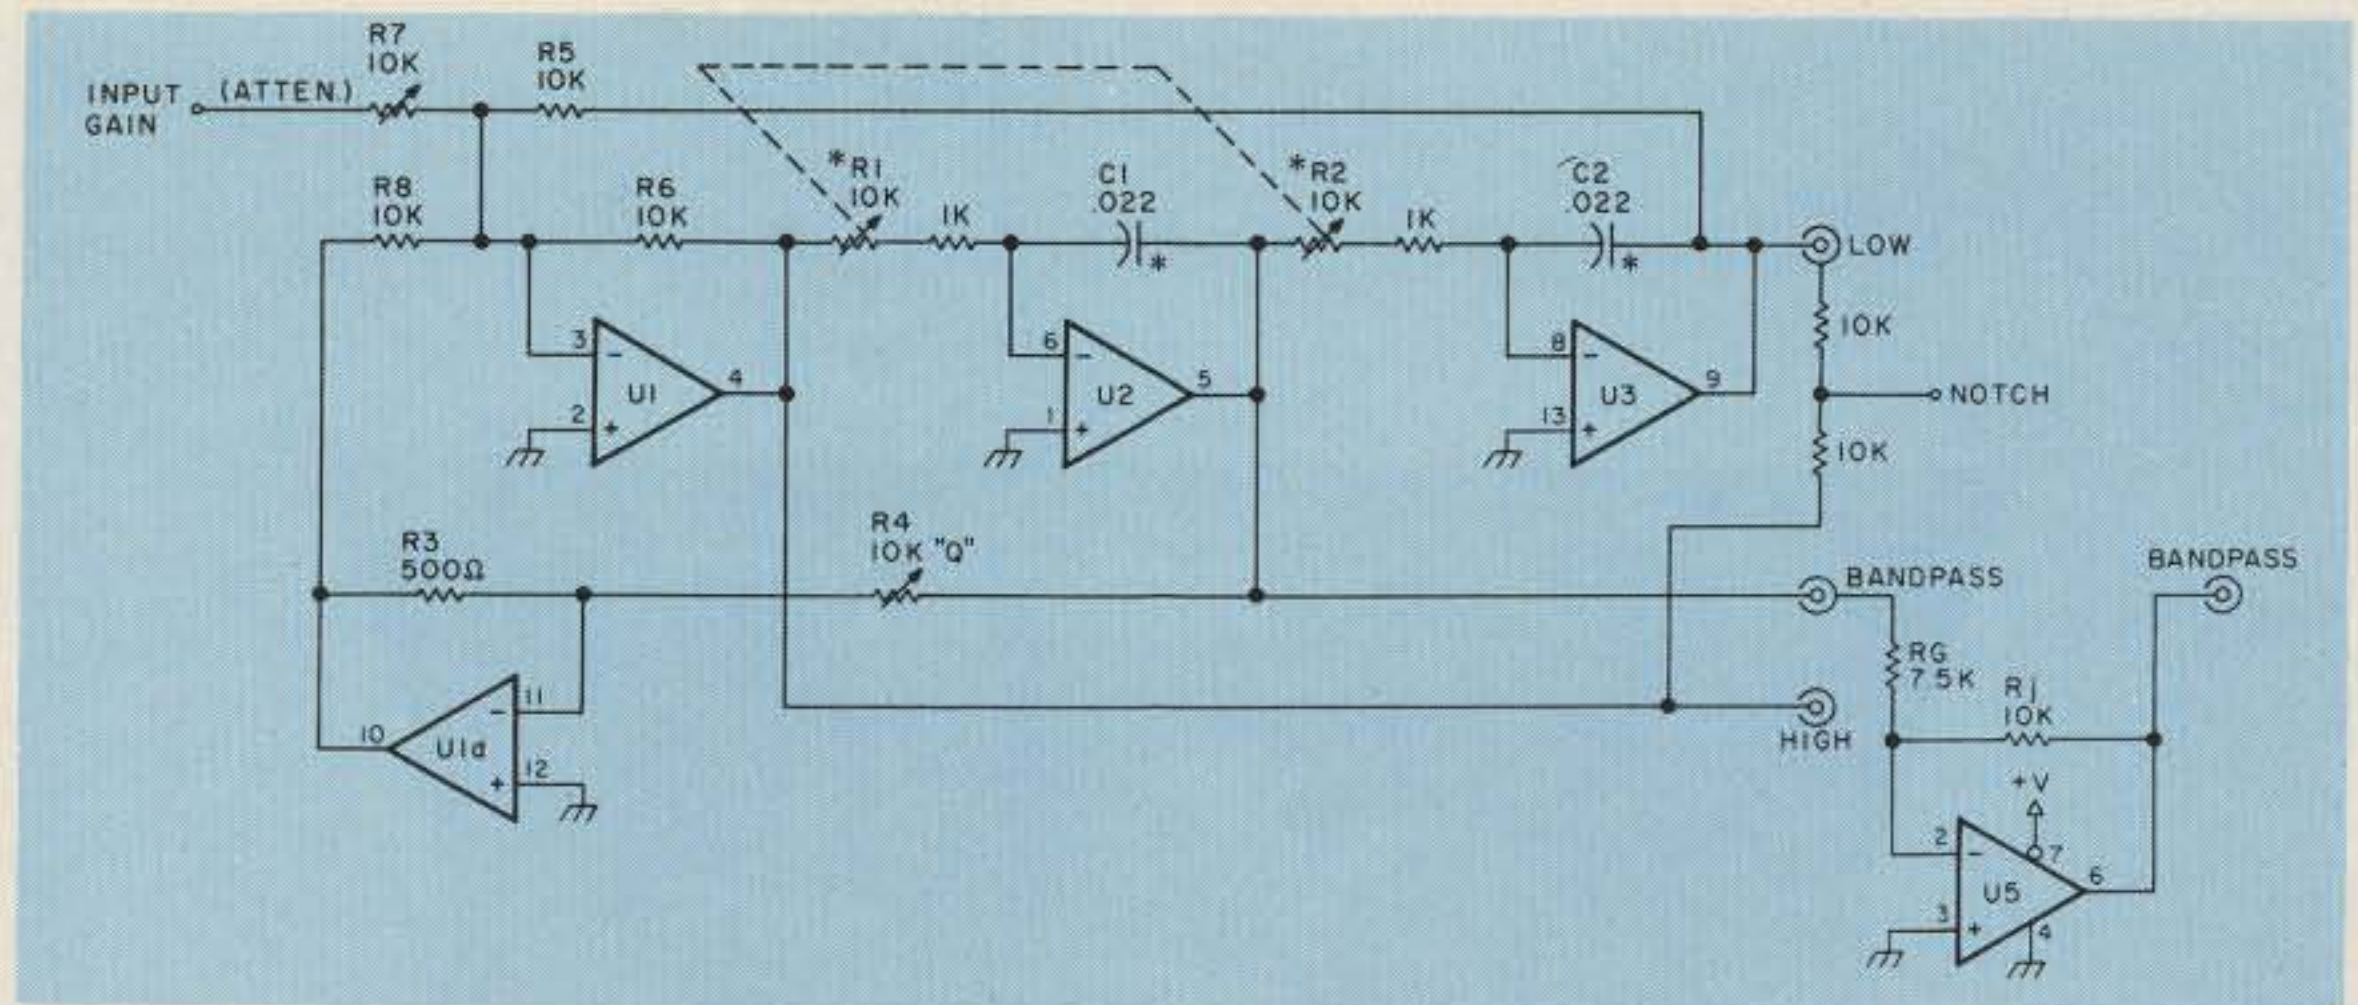 R7
10K
R5
10K
INPUT (ATTEN.)
GAIN
*R1
10K
*R2
10K
R8
10K
R6
10K
1K
C1
.022
*
1K
C2
.022
*
LOW
10K
3
-
U1
4
2
+
6
-
U2
5
1
+
8
-
U3
9
13
+
NOTCH
10K
R3
500Ω
R4
10K "Q"
BANDPASS
BANDPASS
RG
7.5K
Rj
10K
HIGH
11
-
10
U1a
12
+
+V
2
-
7
U5
6
3
+
4